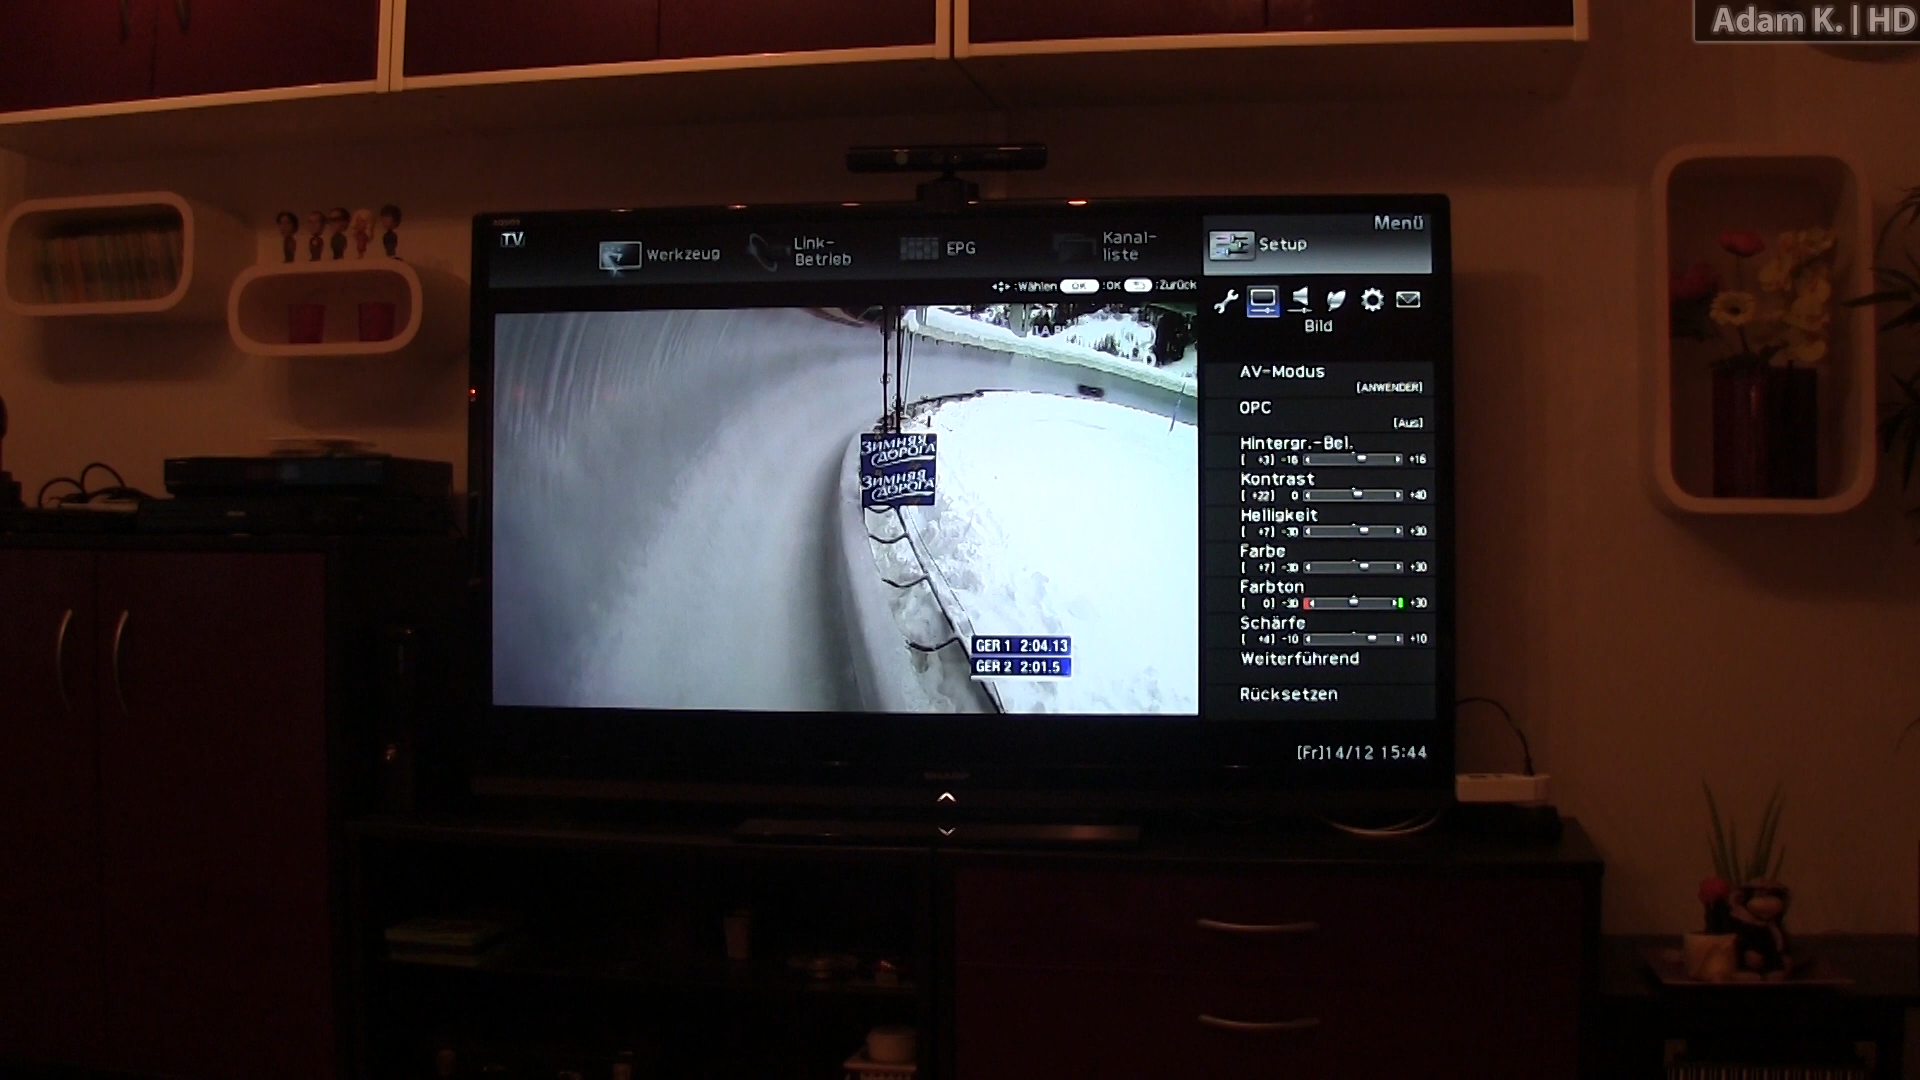 Adam K. | HD
AQUOS
TV
Werkzeug
Link-
Betrieb
EPG
Kanal-
liste
Menü
Setup
:Wählen OK :OK :Zurück
Bild
AV-Modus
[ANWENDER]
OPC
[Aus]
Hintergr.-Bel.
[ +3] -16 +16
Kontrast
[ +22] 0 +40
Helligkeit
[ +7] -30 +30
Farbe
[ +7] -30 +30
Farbton
[ 0] -30 +30
Schärfe
[ +4] -10 +10
Weiterführend
Rücksetzen
[Fr]14/12 15:44
ЗИМНЯЯ
ДОРОГА
ЗИМНЯЯ
ДОРОГА
GER 1 2:04.13
GER 2 2:01.5
SHARP